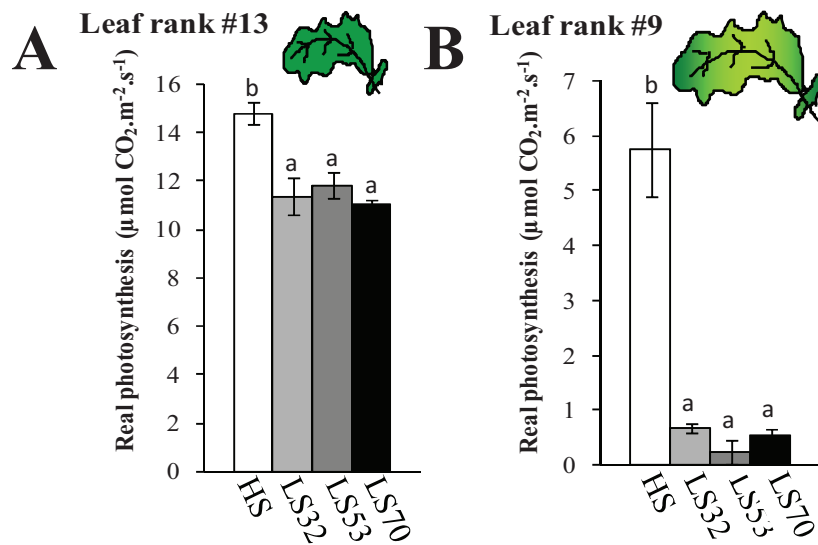 A Leaf rank #13
Real photosynthesis (µmol CO₂.m⁻².s⁻¹)
16
14
12
10
8
6
4
2
0
b
a
a
a
HS
LS32
LS53
LS70
B Leaf rank #9
Real photosynthesis (µmol CO₂.m⁻².s⁻¹)
7
6
5
4
3
2
1
0
b
a
a
a
HS
LS32
LS53
LS70